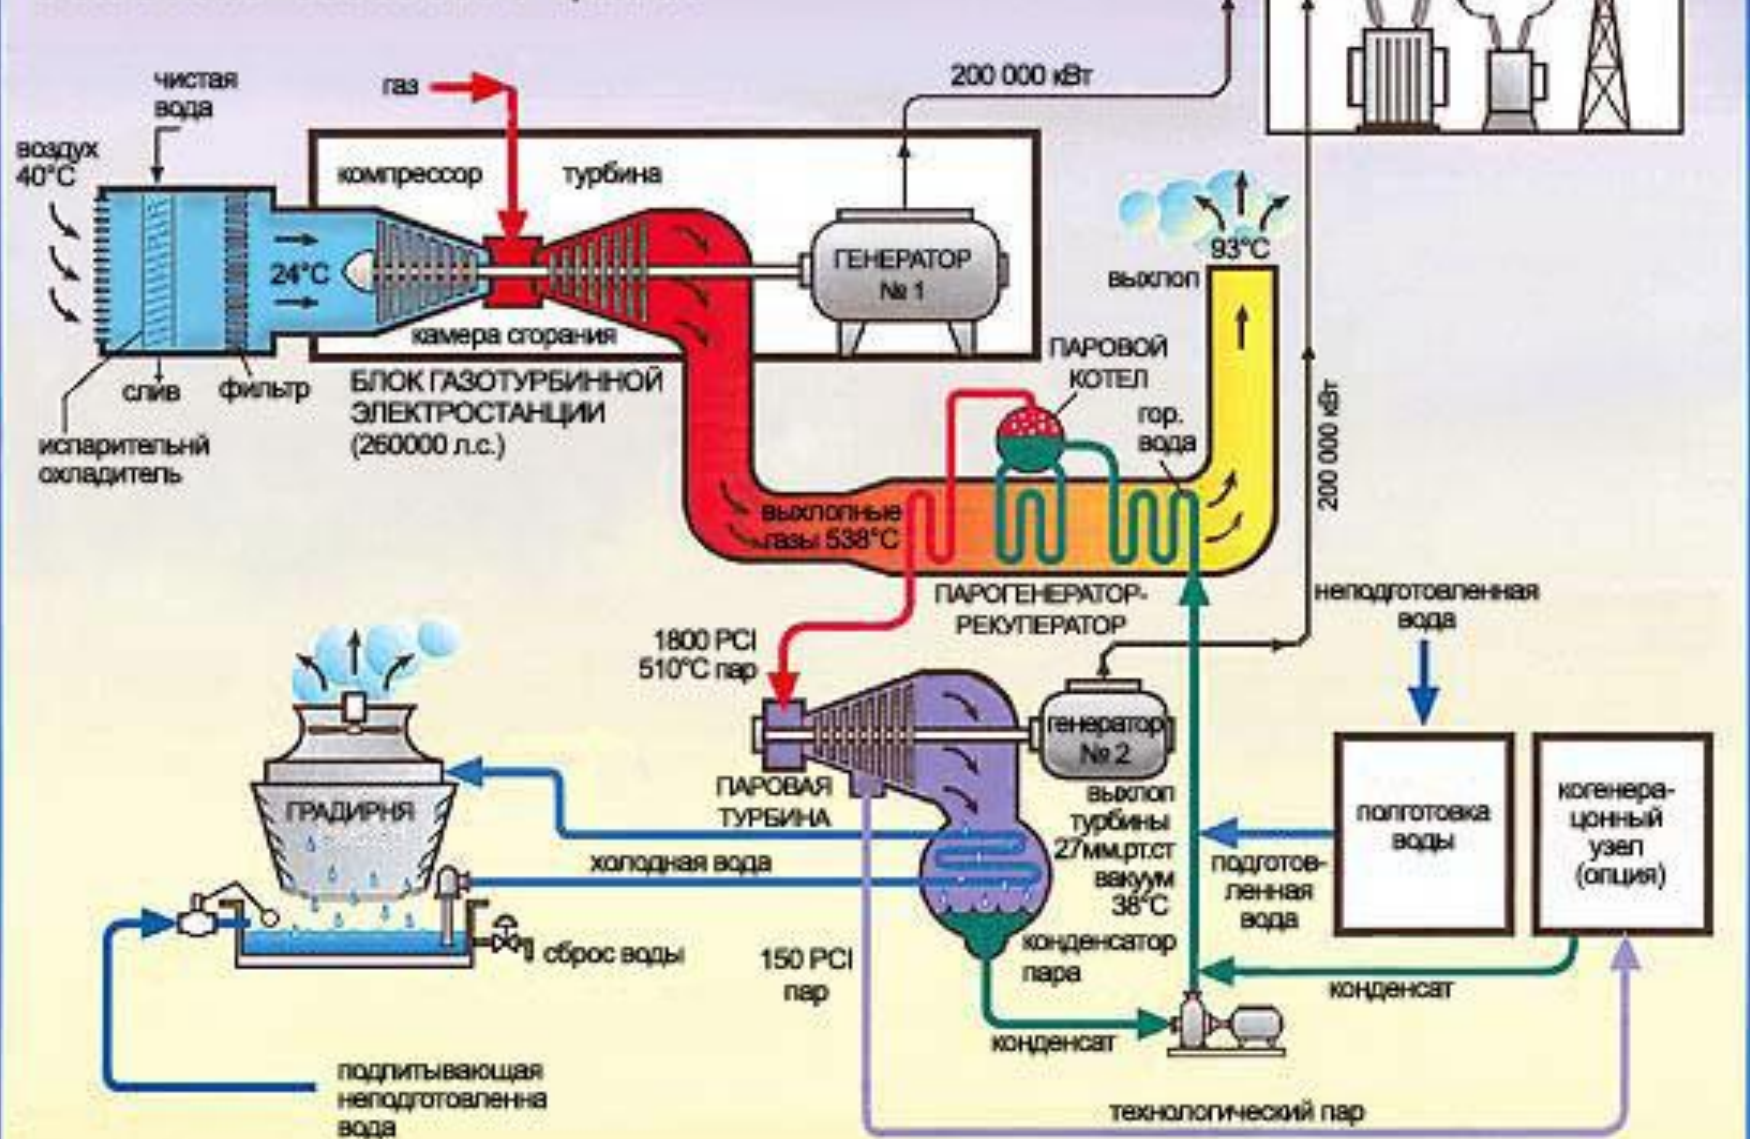 чистая
вода
газ
200 000 кВт
воздух
40°С
компрессор
турбина
24°С
ГЕНЕРАТОР
№ 1
93°С
выхлоп
камера сгорания
слив
фильтр
испарительнй
охладитель
БЛОК ГАЗОТУРБИННОЙ
ЭЛЕКТРОСТАНЦИИ
(260000 л.с.)
ПАРОВОЙ
КОТЕЛ
гор.
вода
200 000 кВт
выхлопные
газы 538°С
ПАРОГЕНЕРАТОР-
РЕКУПЕРАТОР
неподготовленная
вода
1800 PCI
510°С пар
генератор
№ 2
ПАРОВАЯ
ТУРБИНА
ГРАДИРНЯ
холодная вода
выхлоп
турбины
27мм.рт.ст
вакуум
38°С
полготовка
воды
когенера-
цонный
узел
(опция)
подготов-
ленная
вода
сброс воды
150 PCI
пар
конденсатор
пара
конденсат
конденсат
подпитывающая
неподготовленна
вода
технологический пар